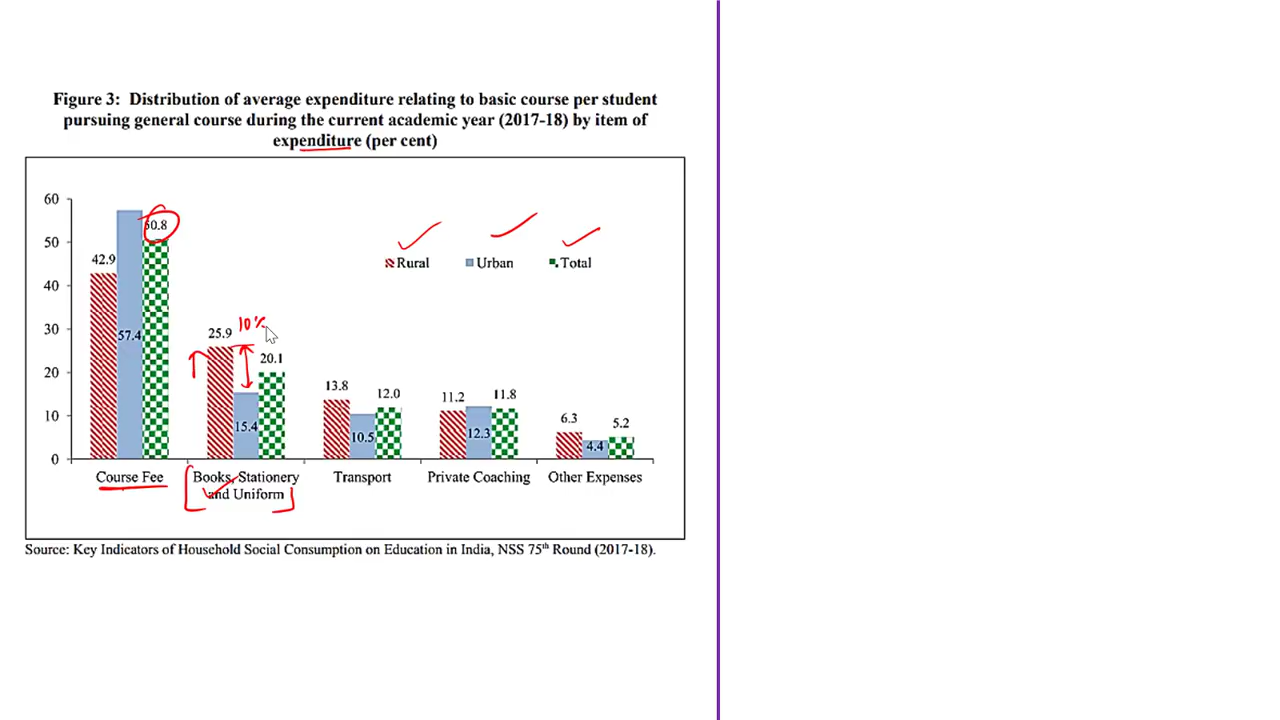 Figure 3: Distribution of average expenditure relating to basic course per student
pursuing general course during the current academic year (2017-18) by item of
expenditure (per cent)
60
50
40
30
20
10
0
42.9
57.4
50.8
25.9
10%
15.4
20.1
13.8
10.5
12.0
11.2
12.3
11.8
6.3
4.4
5.2
Rural Urban Total
Course Fee
Books, Stationery
and Uniform
Transport
Private Coaching
Other Expenses
Source: Key Indicators of Household Social Consumption on Education in India, NSS 75th Round (2017-18).